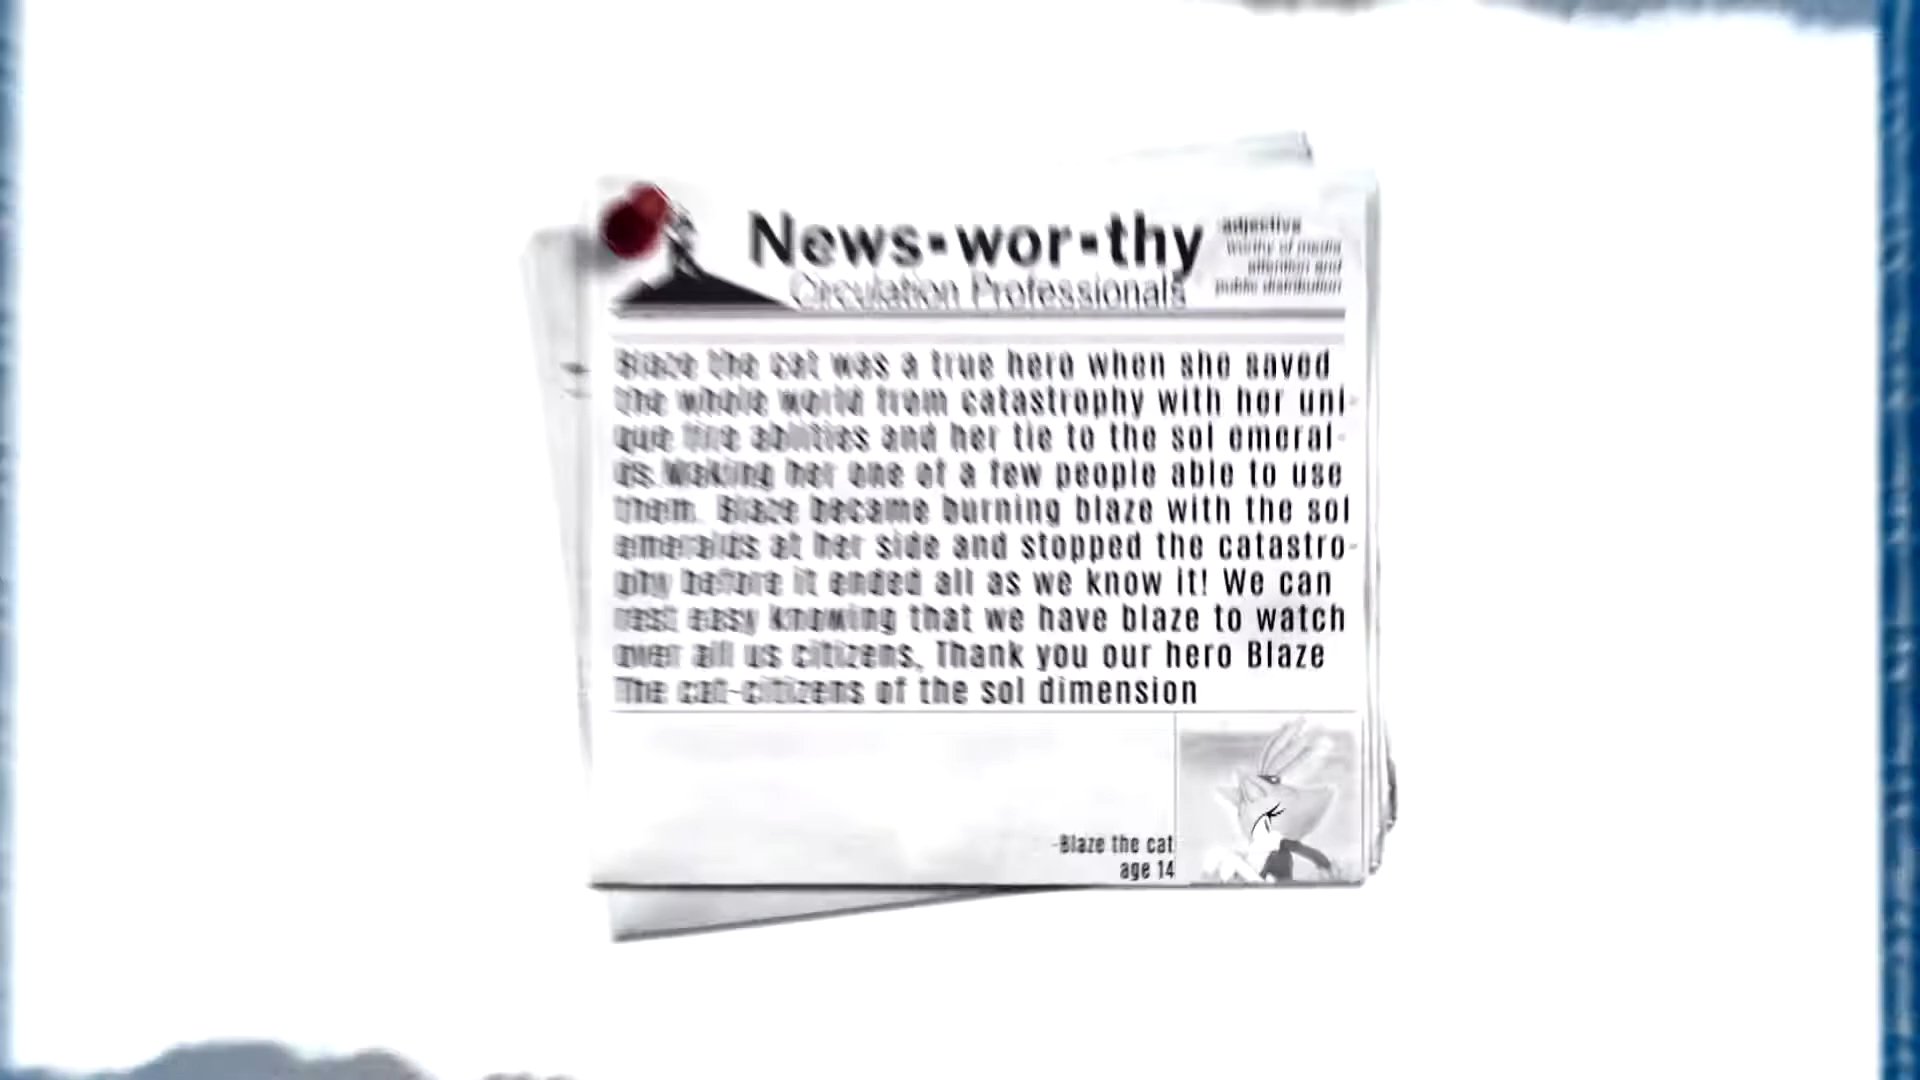 News-wor-thy
adjective
worthy of media
attention and
public distribution
Circulation Professionals
Blaze the cat was a true hero when she saved
the whole world from catastrophy with her uni-
que fire abilities and her tie to the sol emeral-
ds.Making her one of a few people able to use
them. Blaze became burning blaze with the sol
emeralds at her side and stopped the catastro-
phy before it ended all as we know it! We can
rest easy knowing that we have blaze to watch
over all us citizens, Thank you our hero Blaze
The cat-citizens of the sol dimension
-Blaze the cat
age 14